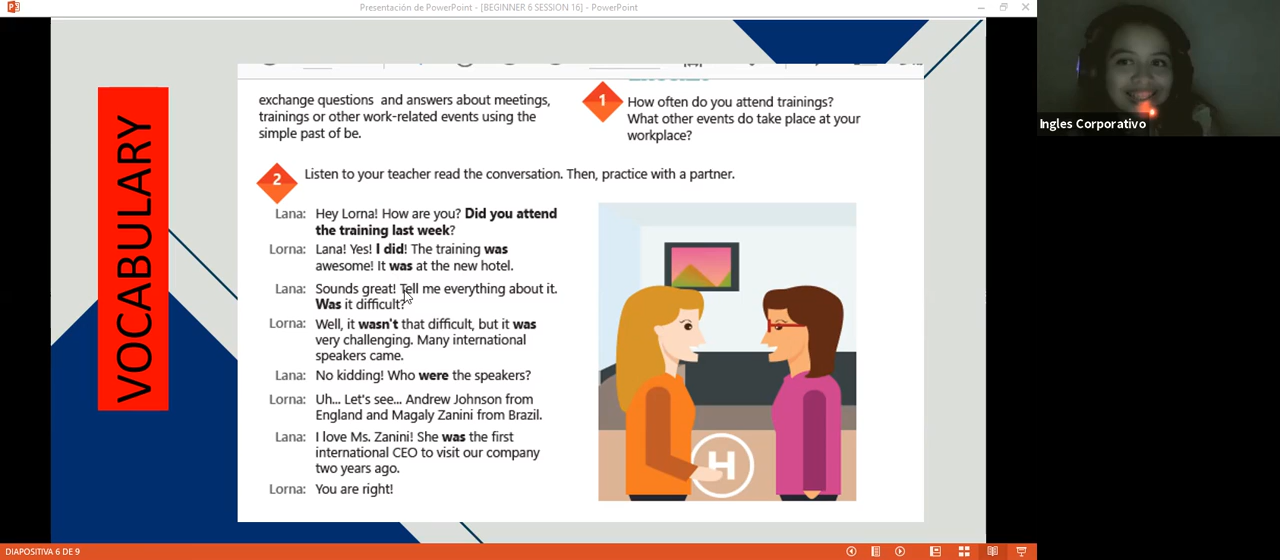 Presentación de PowerPoint - [BEGINNER 6 SESSION 16] - PowerPoint
VOCABULARY
exchange questions and answers about meetings,
trainings or other work-related events using the
simple past of be.
1
How often do you attend trainings?
What other events do take place at your
workplace?
2
Listen to your teacher read the conversation. Then, practice with a partner.
Lana: Hey Lorna! How are you? Did you attend
the training last week?
Lorna: Lana! Yes! I did! The training was
awesome! It was at the new hotel.
Lana: Sounds great! Tell me everything about it.
Was it difficult?
Lorna: Well, it wasn't that difficult, but it was
very challenging. Many international
speakers came.
Lana: No kidding! Who were the speakers?
Lorna: Uh... Let's see... Andrew Johnson from
England and Magaly Zanini from Brazil.
Lana: I love Ms. Zanini! She was the first
international CEO to visit our company
two years ago.
Lorna: You are right!
H
Ingles Corporativo
DIAPOSITIVA 6 DE 9